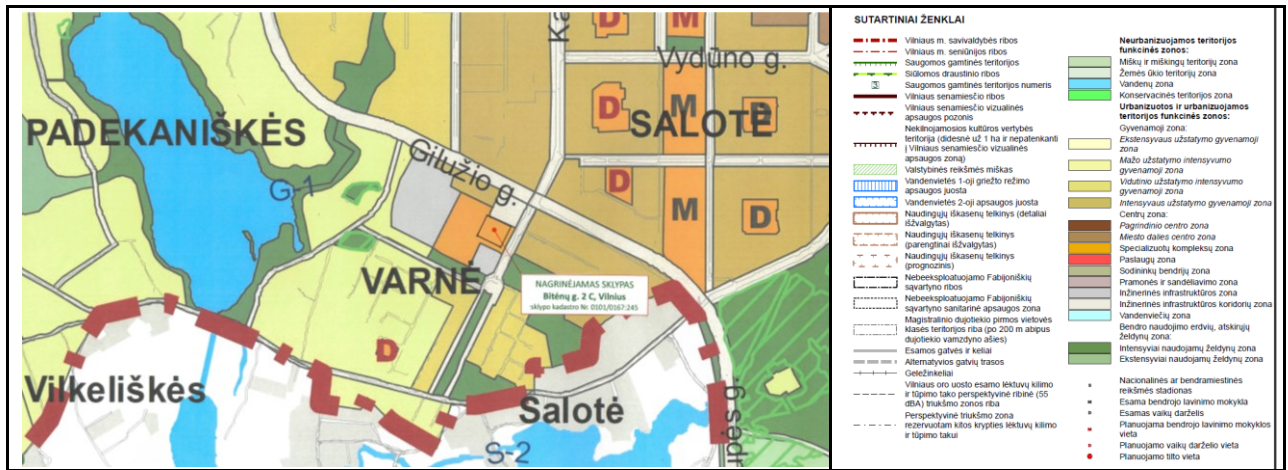 Ka
D
M
D
Vydūno g.
D
M
D
PADEKANIŠKĖS
SALOTĖ
Gilužio g.
D
G-1
M
D
VARNĖ
NAGRINĖJAMAS SKLYPAS
Bitėnų g. 2 C, Vilnius
sklypo kadastro Nr. 0101/0167:245
D
Vilkeliškės
Salotė
upės g.
S-2
SUTARTINIAI ŽENKLAI
Vilniaus m. savivaldybės ribos
Vilniaus m. seniūnijos ribos
Saugomos gamtinės teritorijos
Siūlomos draustinio ribos
Saugomos gamtinės teritorijos numeris
Vilniaus senamiesčio ribos
Vilniaus senamiesčio vizualinės
apsaugos pozonis
Nekilnojamosios kultūros vertybės
teritorija (didesnė už 1 ha ir nepatenkanti
į Vilniaus senamiesčio vizualinės
apsaugos zoną)
Valstybinės reikšmės miškas
Vandenvietės 1-oji griežto režimo
apsaugos juosta
Vandenvietės 2-oji apsaugos juosta
Naudingųjų iškasenų telkinys (detaliai
išžvalgytas)
Naudingųjų iškasenų telkinys
(parengtinai išžvalgytas)
Naudingųjų iškasenų telkinys
(prognozinis)
Nebeeksploatuojamo Fabijoniškių
sąvartyno ribos
Nebeeksploatuojamo Fabijoniškių
sąvartyno sanitarinė apsaugos zona
Magistralinio dujotiekio pirmos vietovės
klasės teritorijos riba (po 200 m abipus
dujotiekio vamzdyno ašies)
Esamos gatvės ir keliai
Alternatyvios gatvių trasos
Geležinkeliai
Vilniaus oro uosto esamo lėktuvų kilimo
ir tūpimo tako perspektyvinė ribinė (55
dBA) triukšmo zonos riba
Perspektyvinė triukšmo zona
rezervuotam kitos krypties lėktuvų kilimo
ir tūpimo takui
Neurbanizuojamos teritorijos
funkcinės zonos:
Miškų ir miškingų teritorijų zona
Žemės ūkio teritorijų zona
Vandenų zona
Konservacinės teritorijos zona
Urbanizuotos ir urbanizuojamos
teritorijos funkcinės zonos:
Gyvenamoji zona:
Ekstensyvaus užstatymo gyvenamoji
zona
Mažo užstatymo intensyvumo
gyvenamoji zona
Vidutinio užstatymo intensyvumo
gyvenamoji zona
Intensyvaus užstatymo gyvenamoji zona
Centrų zona:
Pagrindinio centro zona
Miesto dalies centro zona
Specializuotų kompleksų zona
Paslaugų zona
Sodininkų bendrijų zona
Pramonės ir sandėliavimo zona
Inžinerinės infrastruktūros zona
Inžinerinės infrastruktūros koridorių zona
Vandenviečių zona
Bendro naudojimo erdvių, atskirųjų
želdynų zona:
Intensyviai naudojamų želdynų zona
Ekstensyviai naudojamų želdynų zona
Nacionalinės ar bendramiestinės
reikšmės stadionas
Esama bendrojo lavinimo mokykla
Esamas vaikų darželis
Planuojama bendrojo lavinimo mokyklos
vieta
Planuojamo vaikų darželio vieta
Planuojamo tilto vieta